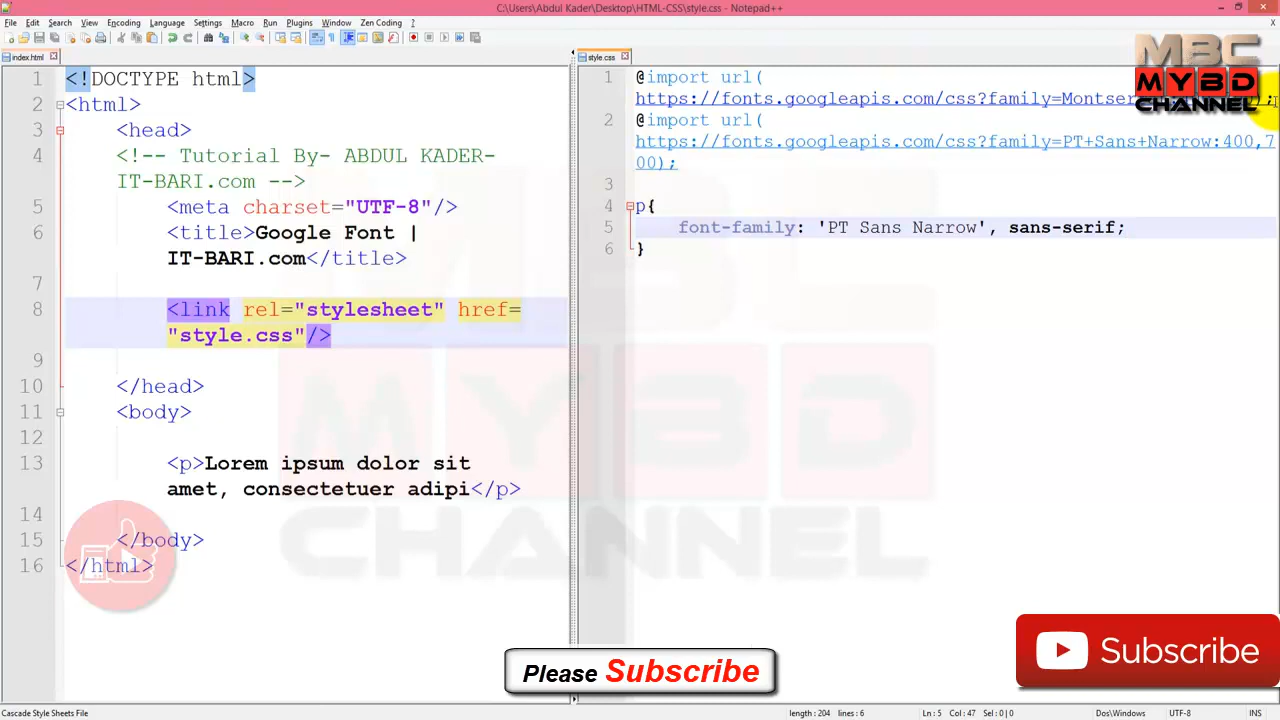 C:\Users\Abdul Kader\Desktop\HTML-CSS\style.css - Notepad++
File Edit Search View Encoding Language Settings Macro Run Plugins Window Zen Coding ?
index.html
1 <!DOCTYPE html>
2 <html>
3 <head>
4 <!-- Tutorial By- ABDUL KADER-
IT-BARI.com -->
5 <meta charset="UTF-8"/>
6 <title>Google Font |
IT-BARI.com</title>
7
8 <link rel="stylesheet" href=
"style.css"/>
9
10 </head>
11 <body>
12
13 <p>Lorem ipsum dolor sit
amet, consectetuer adipi</p>
14
15 </body>
16 </html>
style.css
1 @import url(
https://fonts.googleapis.com/css?family=Montser );
2 @import url(
https://fonts.googleapis.com/css?family=PT+Sans+Narrow:400,7
00);
3
4 p{
5 font-family: 'PT Sans Narrow', sans-serif;
6 }
MBC
MYBD
CHANNEL
MYBD
CHANNEL
Subscribe
Please Subscribe
Cascade Style Sheets File length : 204 lines : 6 Ln : 5 Col : 47 Sel : 0 | 0 Dos\Windows UTF-8 INS